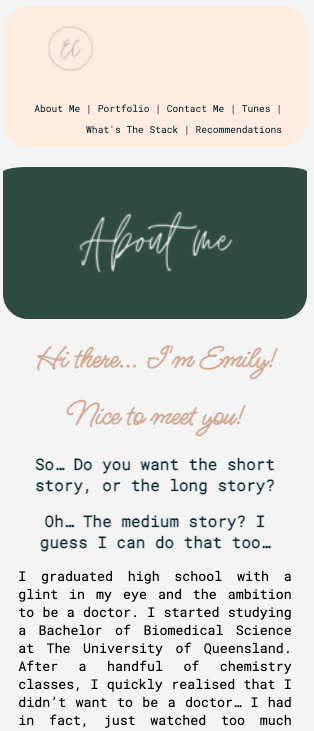 EC
About Me | Portfolio | Contact Me | Tunes |
What's The Stack | Recommendations
About me
Hi there... I'm Emily!
Nice to meet you!
So… Do you want the short
story, or the long story?
Oh… The medium story? I
guess I can do that too…
I graduated high school with a
glint in my eye and the ambition
to be a doctor. I started studying
a Bachelor of Biomedical Science
at The University of Queensland.
After a handful of chemistry
classes, I quickly realised that I
didn’t want to be a doctor… I had
in fact, just watched too much